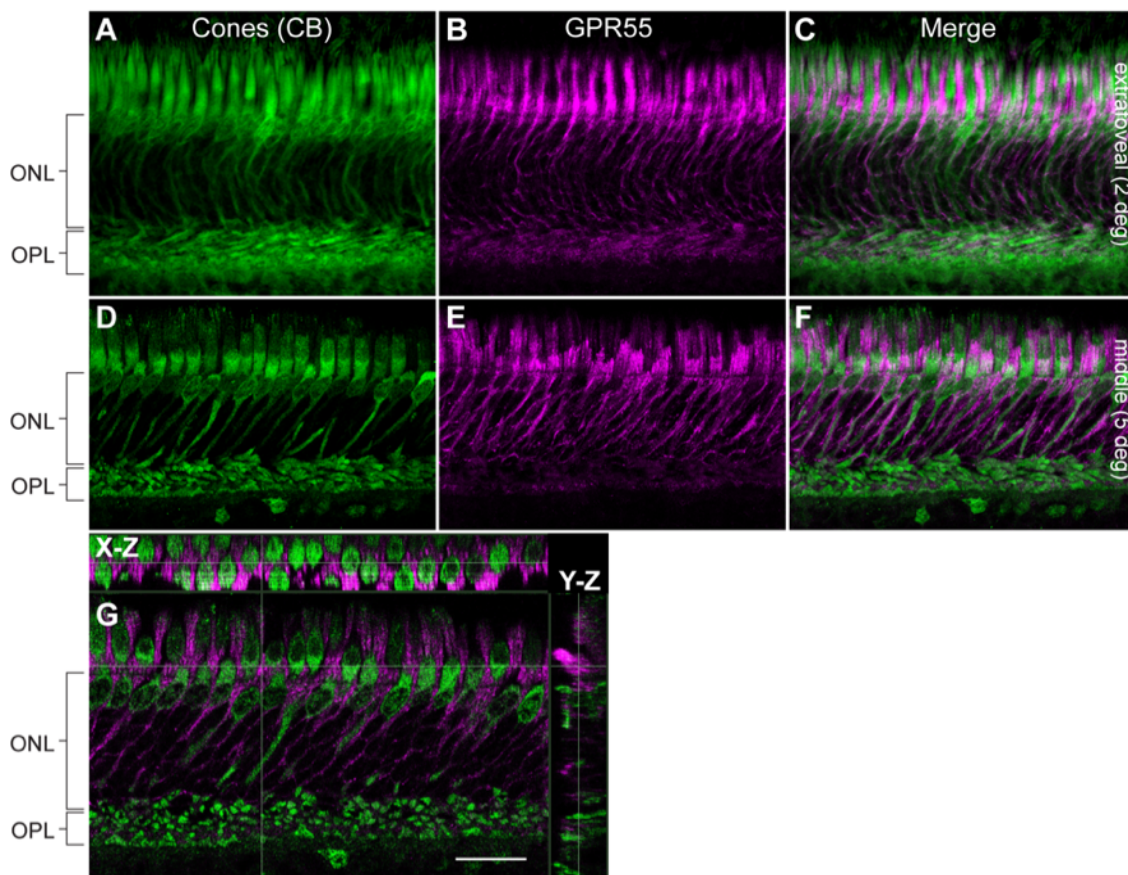 A Cones (CB)
B GPR55
C Merge
extrafoveal (2 deg)
ONL
OPL
D
E
F
middle (5 deg)
ONL
OPL
X-Z
Y-Z
G
ONL
OPL